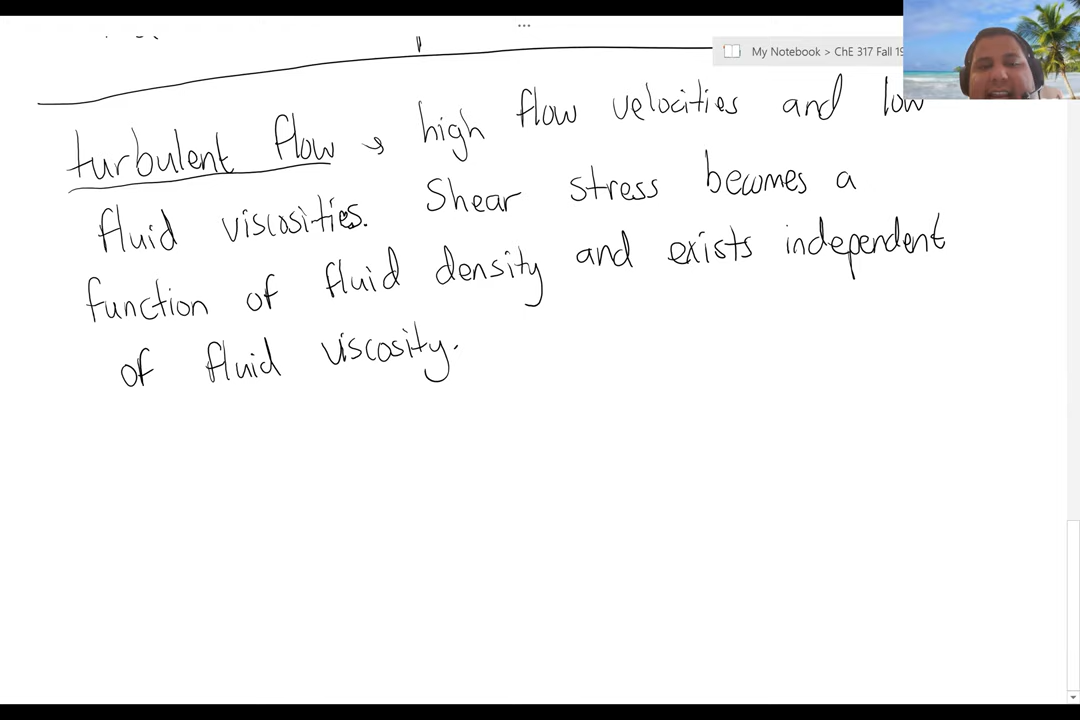 My Notebook > ChE 317 Fall 19
turbulent flow → high flow velocities and low
fluid viscosities. Shear stress becomes a
function of fluid density and exists independent
of fluid viscosity.